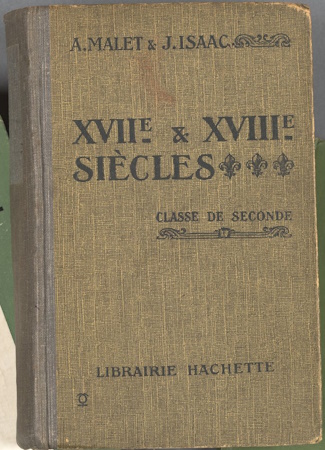 A. MALET & J. ISAAC
XVIIE & XVIIIE
SIÈCLES
CLASSE DE SECONDE
LIBRAIRIE HACHETTE